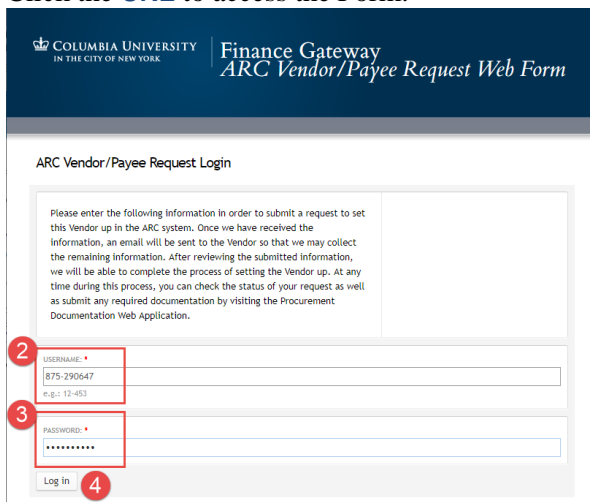 Click the URL to access the Form.
COLUMBIA UNIVERSITY
IN THE CITY OF NEW YORK
Finance Gateway
ARC Vendor/Payee Request Web Form
ARC Vendor/Payee Request Login
Please enter the following information in order to submit a request to set
this Vendor up in the ARC system. Once we have received the
information, an email will be sent to the Vendor so that we may collect
the remaining information. After reviewing the submitted information,
we will be able to complete the process of setting the Vendor up. At any
time during this process, you can check the status of your request as well
as submit any required documentation by visiting the Procurement
Documentation Web Application.
2
USERNAME: *
875-290647
e.g.: 12-453
3
PASSWORD: *
••••••••••
Log in
4